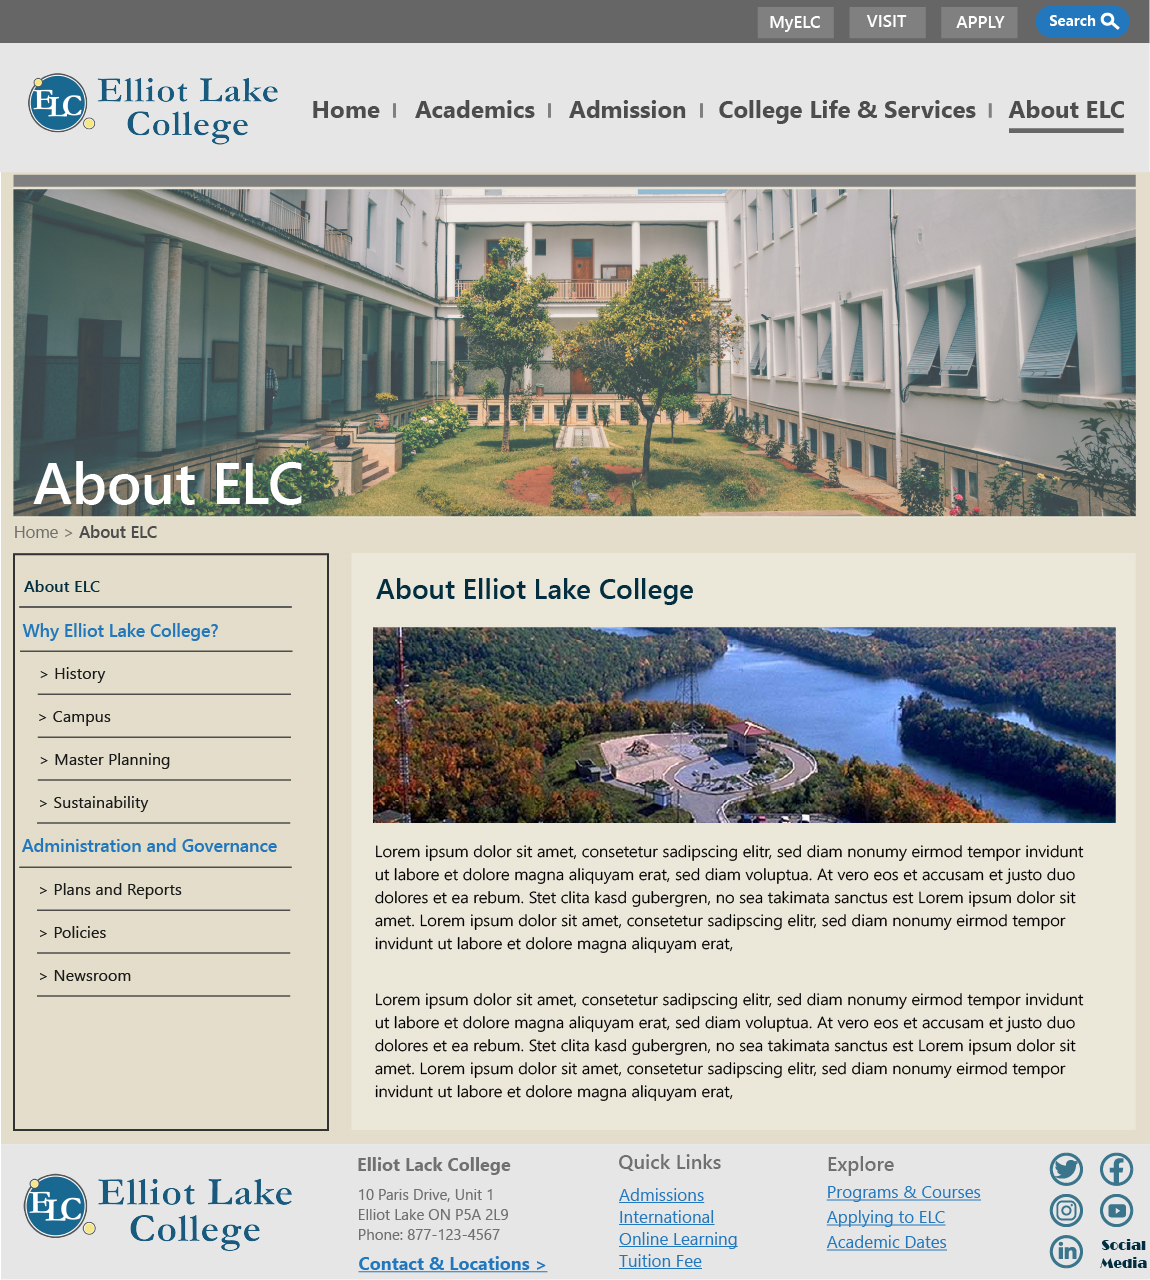 MyELC
VISIT
APPLY
Search
ELC
Elliot Lake
College
Home
Academics
Admission
College Life & Services
About ELC
About ELC
Home > About ELC
About ELC
Why Elliot Lake College?
> History
> Campus
> Master Planning
> Sustainability
Administration and Governance
> Plans and Reports
> Policies
> Newsroom
About Elliot Lake College
Lorem ipsum dolor sit amet, consetetur sadipscing elitr, sed diam nonumy eirmod tempor invidunt
ut labore et dolore magna aliquyam erat, sed diam voluptua. At vero eos et accusam et justo duo
dolores et ea rebum. Stet clita kasd gubergren, no sea takimata sanctus est Lorem ipsum dolor sit
amet. Lorem ipsum dolor sit amet, consetetur sadipscing elitr, sed diam nonumy eirmod tempor
invidunt ut labore et dolore magna aliquyam erat,
Lorem ipsum dolor sit amet, consetetur sadipscing elitr, sed diam nonumy eirmod tempor invidunt
ut labore et dolore magna aliquyam erat, sed diam voluptua. At vero eos et accusam et justo duo
dolores et ea rebum. Stet clita kasd gubergren, no sea takimata sanctus est Lorem ipsum dolor sit
amet. Lorem ipsum dolor sit amet, consetetur sadipscing elitr, sed diam nonumy eirmod tempor
invidunt ut labore et dolore magna aliquyam erat,
ELC
Elliot Lake
College
Elliot Lack College
10 Paris Drive, Unit 1
Elliot Lake ON P5A 2L9
Phone: 877-123-4567
Contact & Locations >
Quick Links
Admissions
International
Online Learning
Tuition Fee
Explore
Programs & Courses
Applying to ELC
Academic Dates
Social
Media